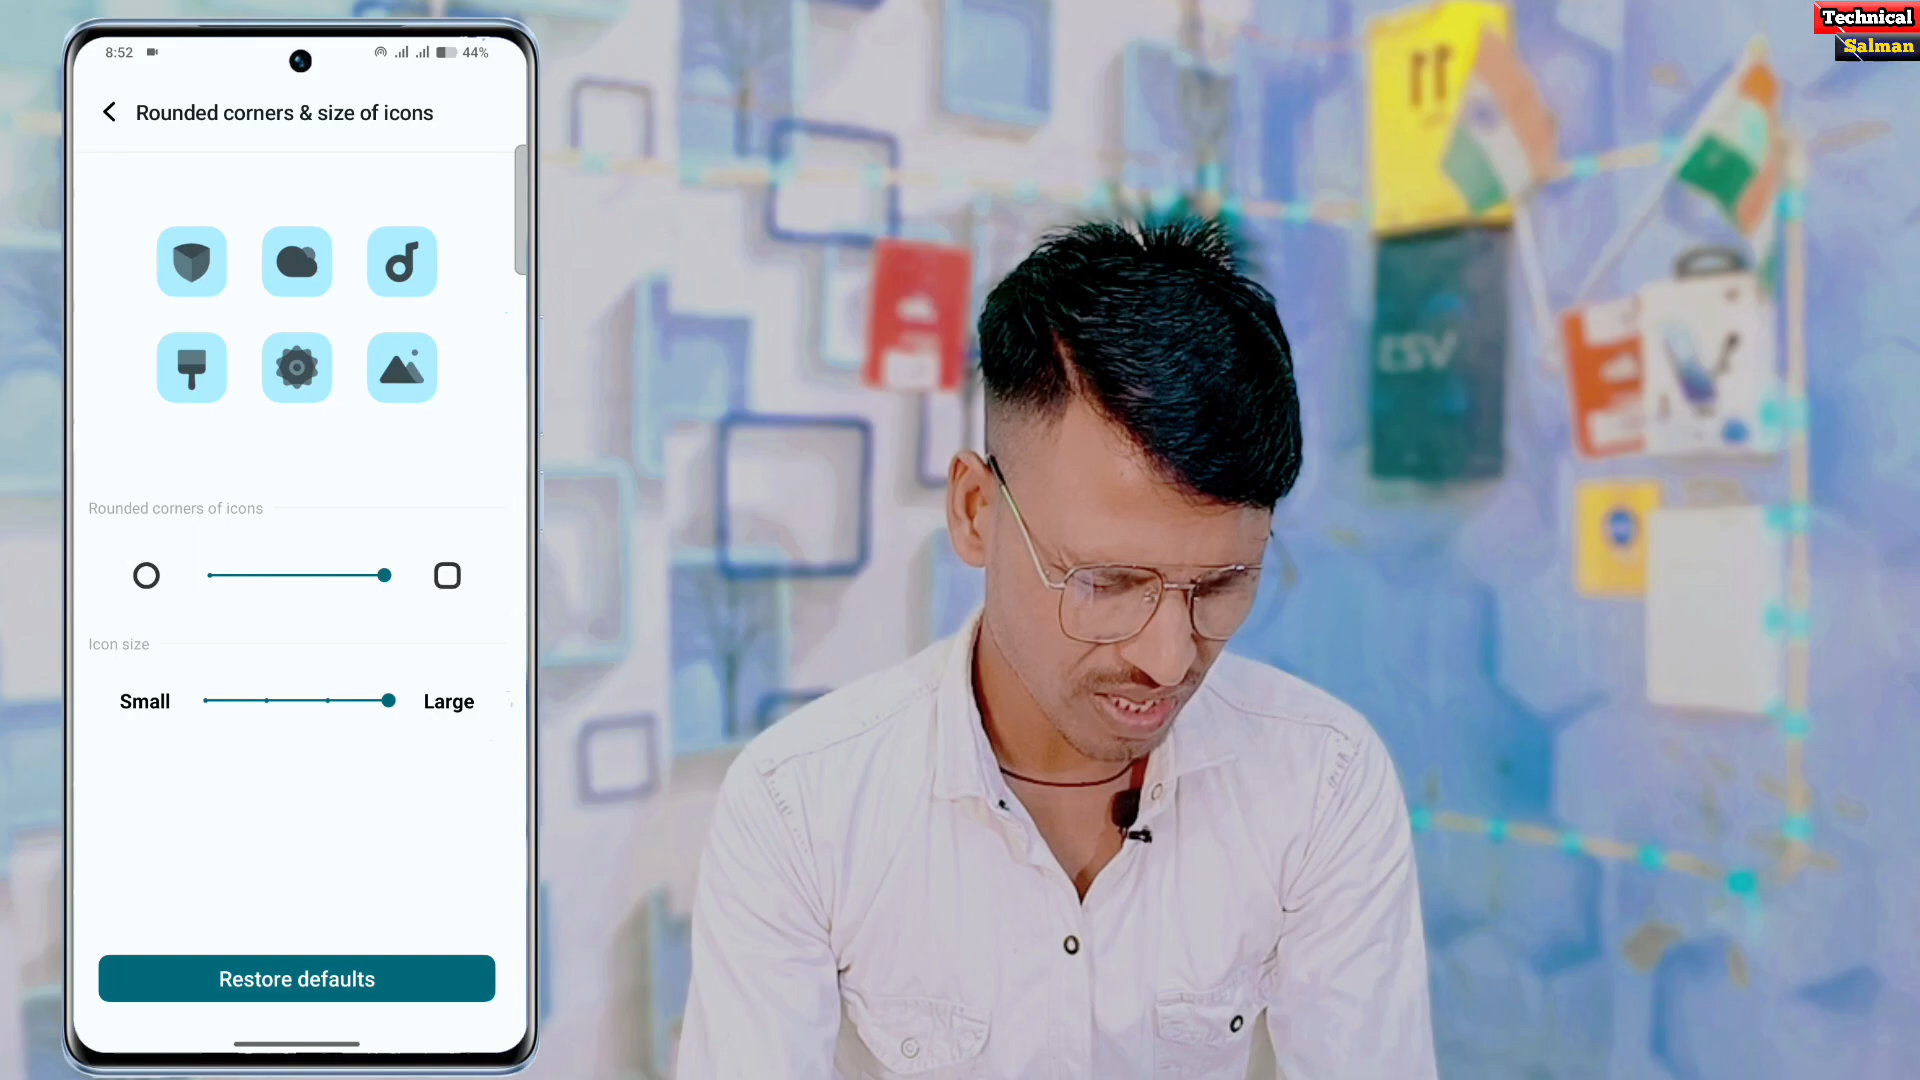 Technical
Salman
8:52
44%
Rounded corners & size of icons
Rounded corners of icons
Icon size
Small Large
Restore defaults
CSV